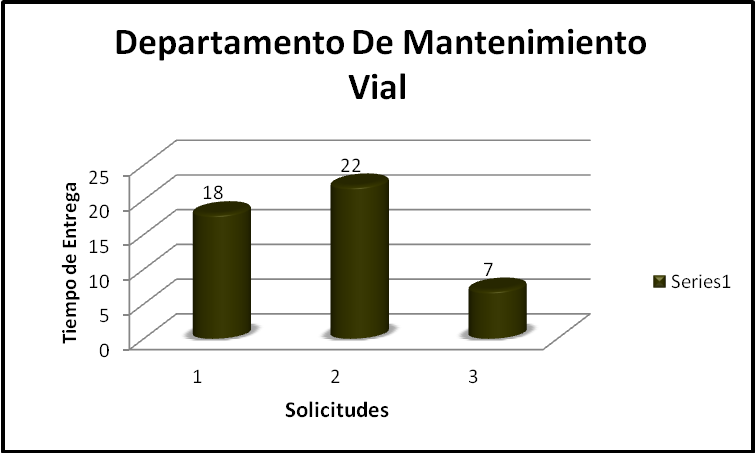 Departamento De Mantenimiento
Vial
Tiempo de Entrega
25
20
15
10
5
0
18
22
7
1
2
3
Solicitudes
Series1